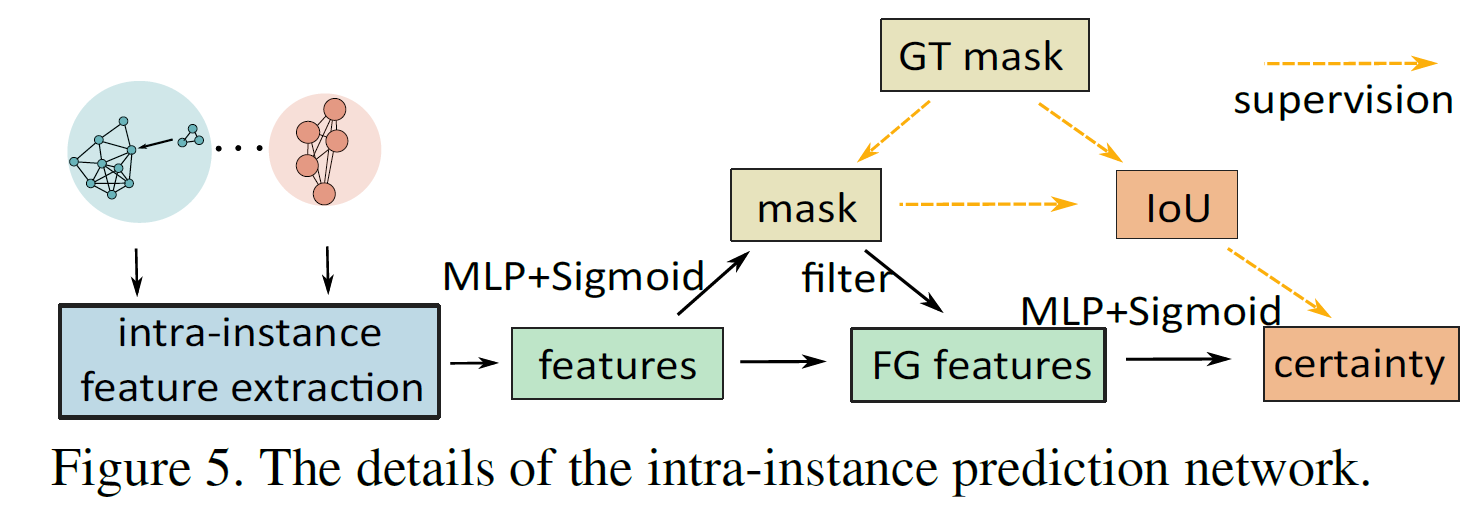 GT mask
supervision
mask
IoU
MLP+Sigmoid
filter
MLP+Sigmoid
intra-instance
feature extraction
features
FG features
certainty
Figure 5. The details of the intra-instance prediction network.